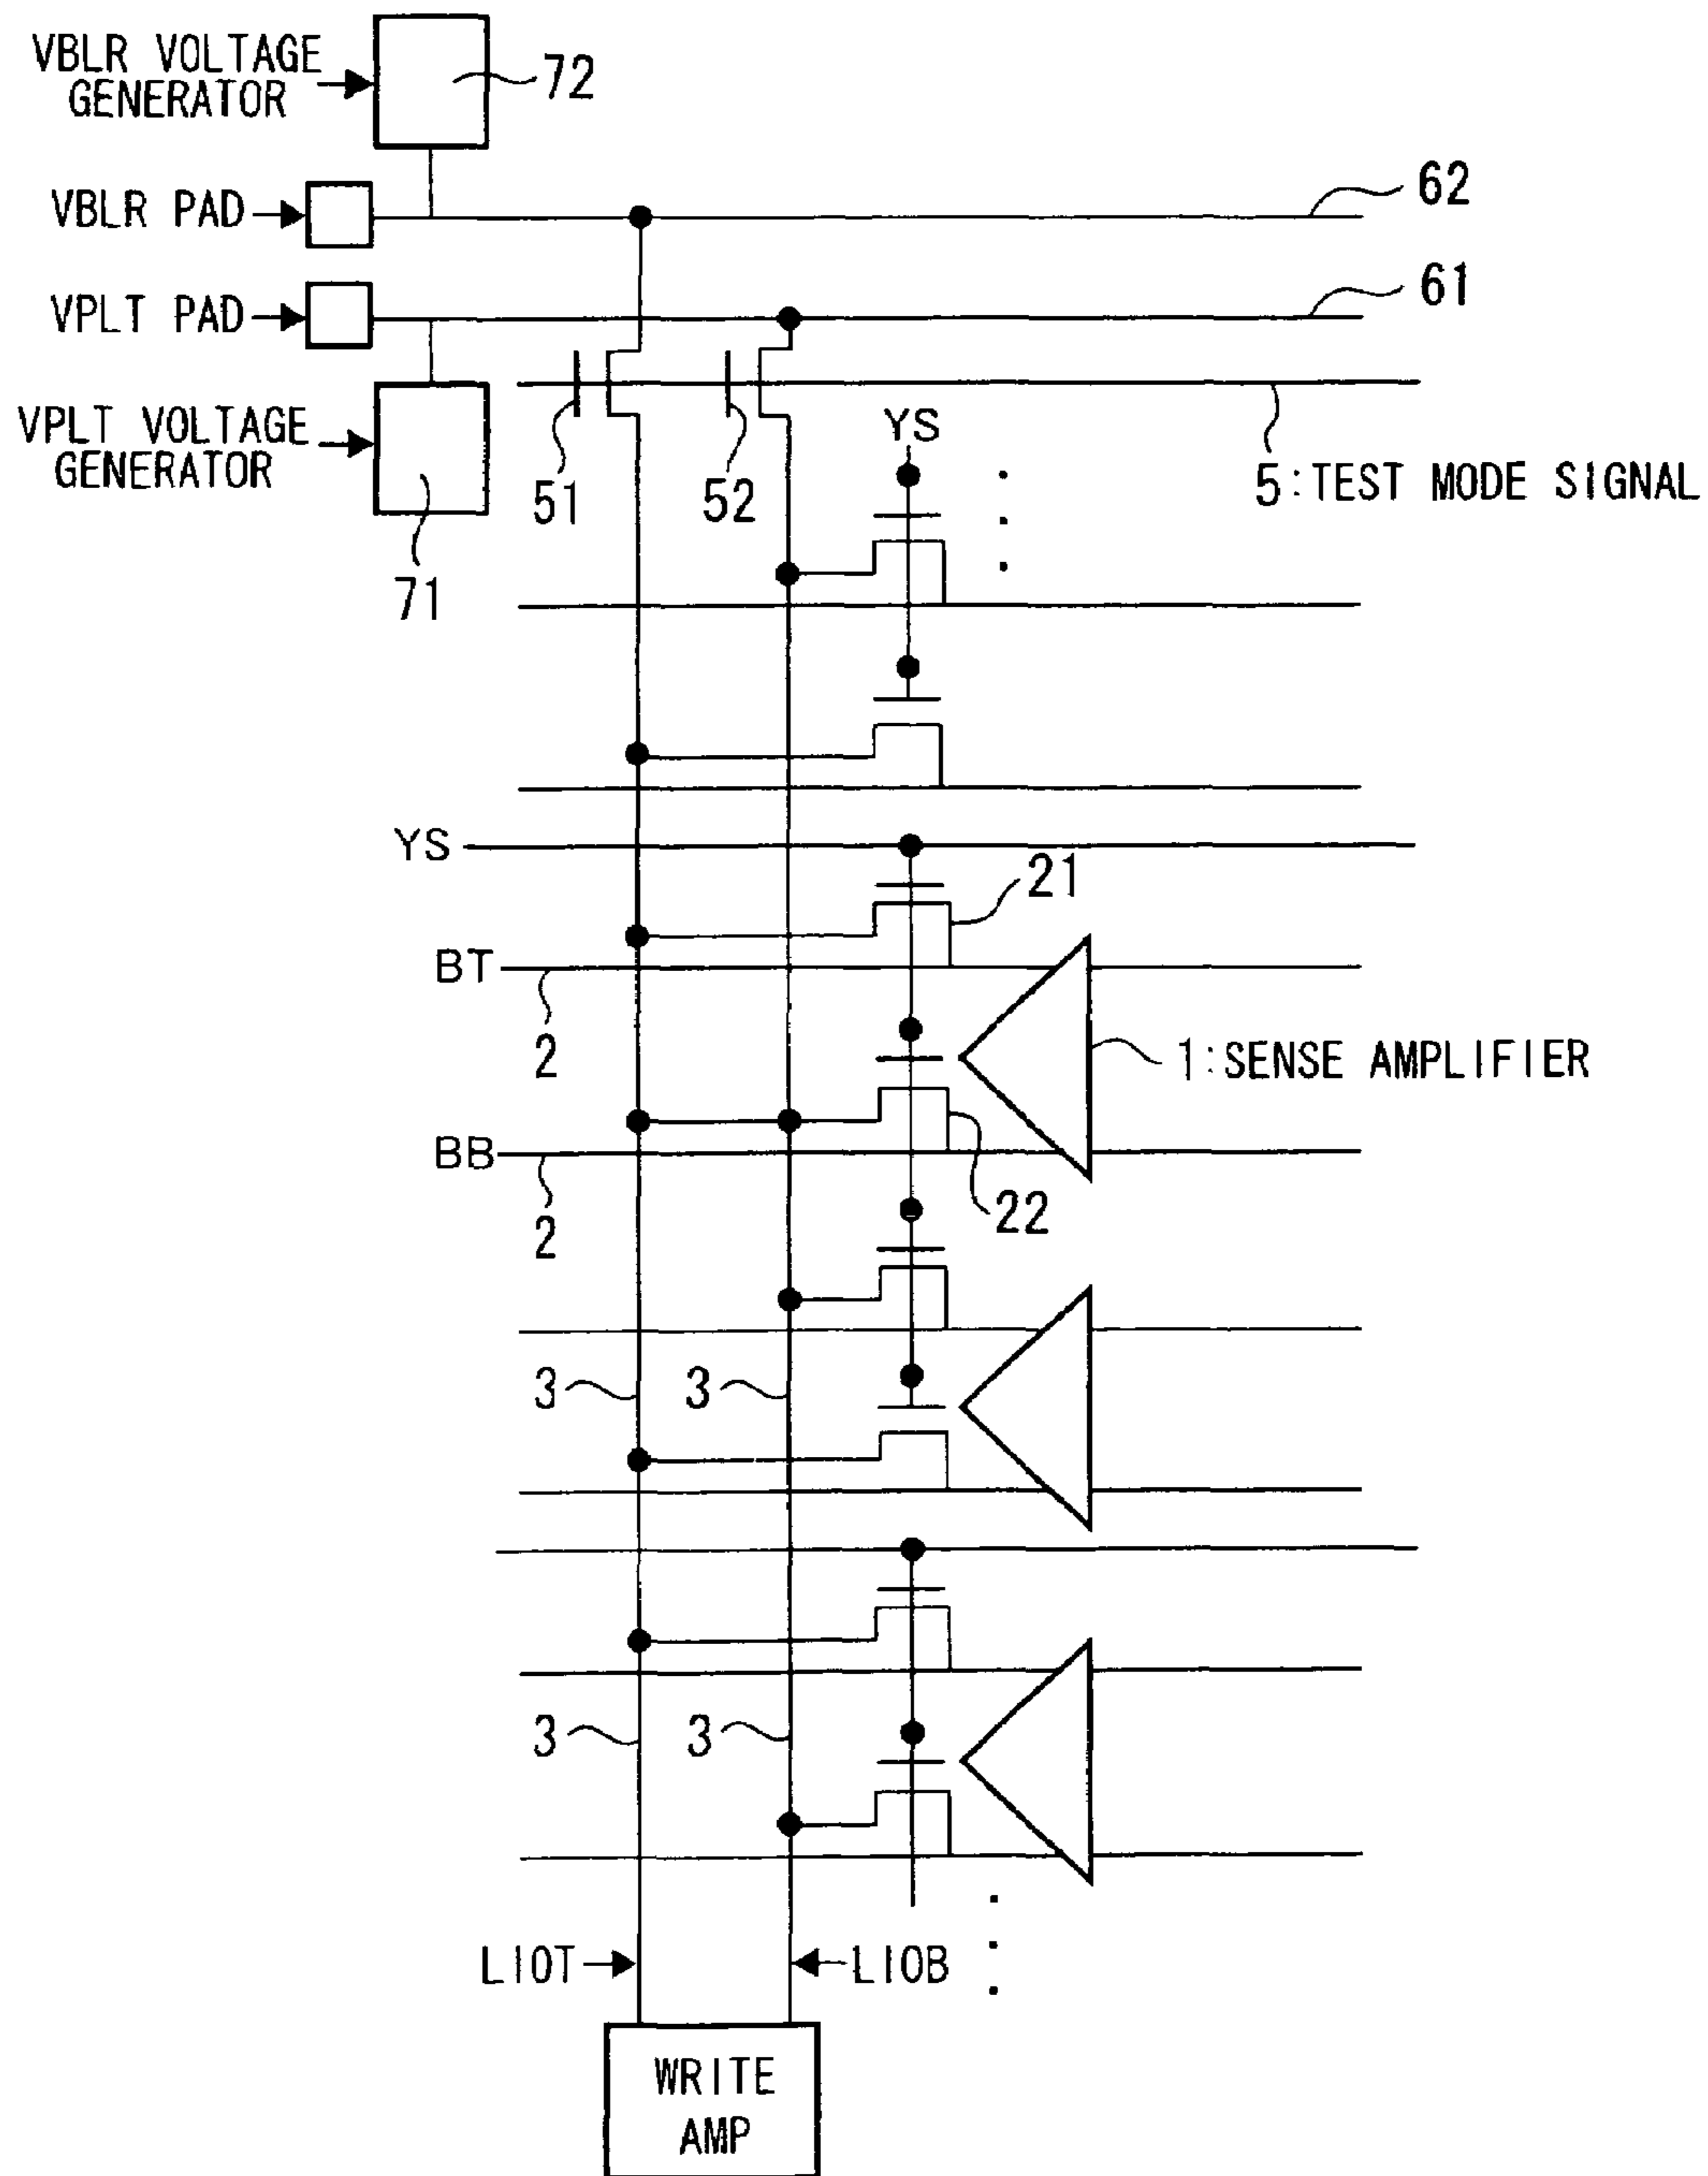 VBLR VOLTAGE
GENERATOR
72
VBLR PAD
62
VPLT PAD
61
VPLT VOLTAGE
GENERATOR
71
51
52
YS
5:TEST MODE SIGNAL
YS
21
BT
2
1:SENSE AMPLIFIER
BB
2
22
3
3
3
3
LIOT
LIOB
WRITE
AMP